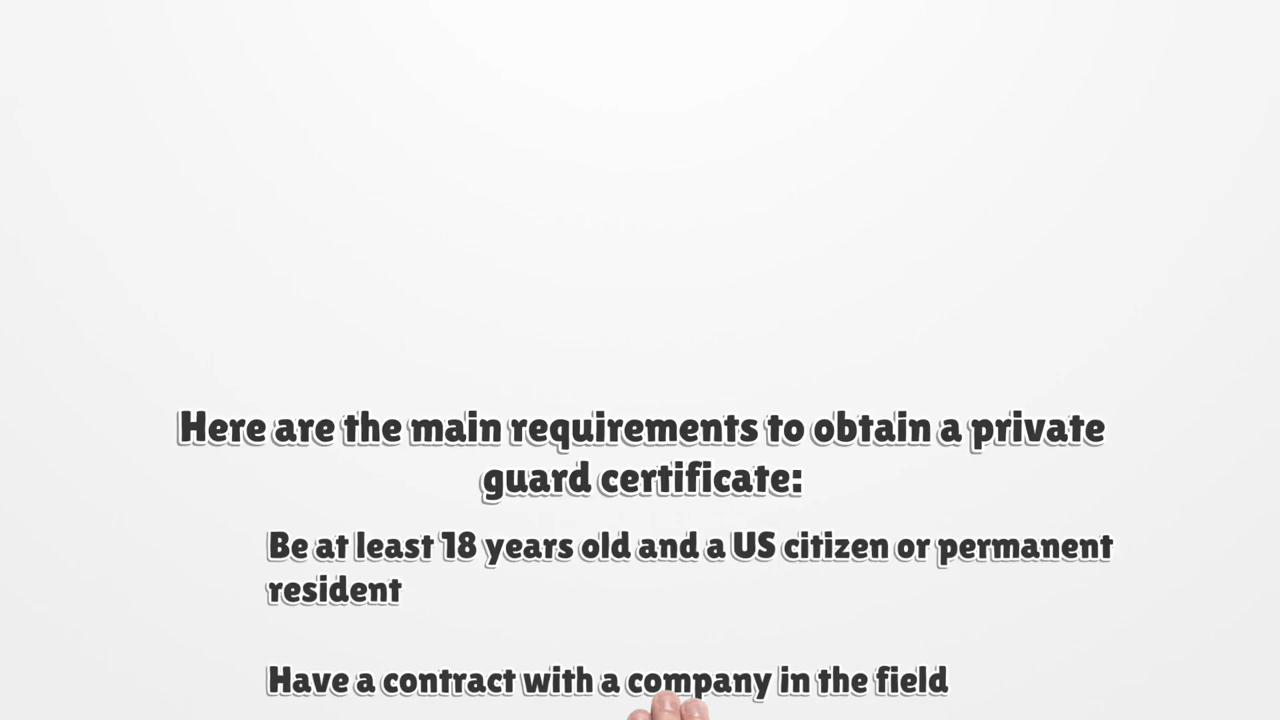 Here are the main requirements to obtain a private
guard certificate:
Be at least 18 years old and a US citizen or permanent
resident
Have a contract with a company in the field